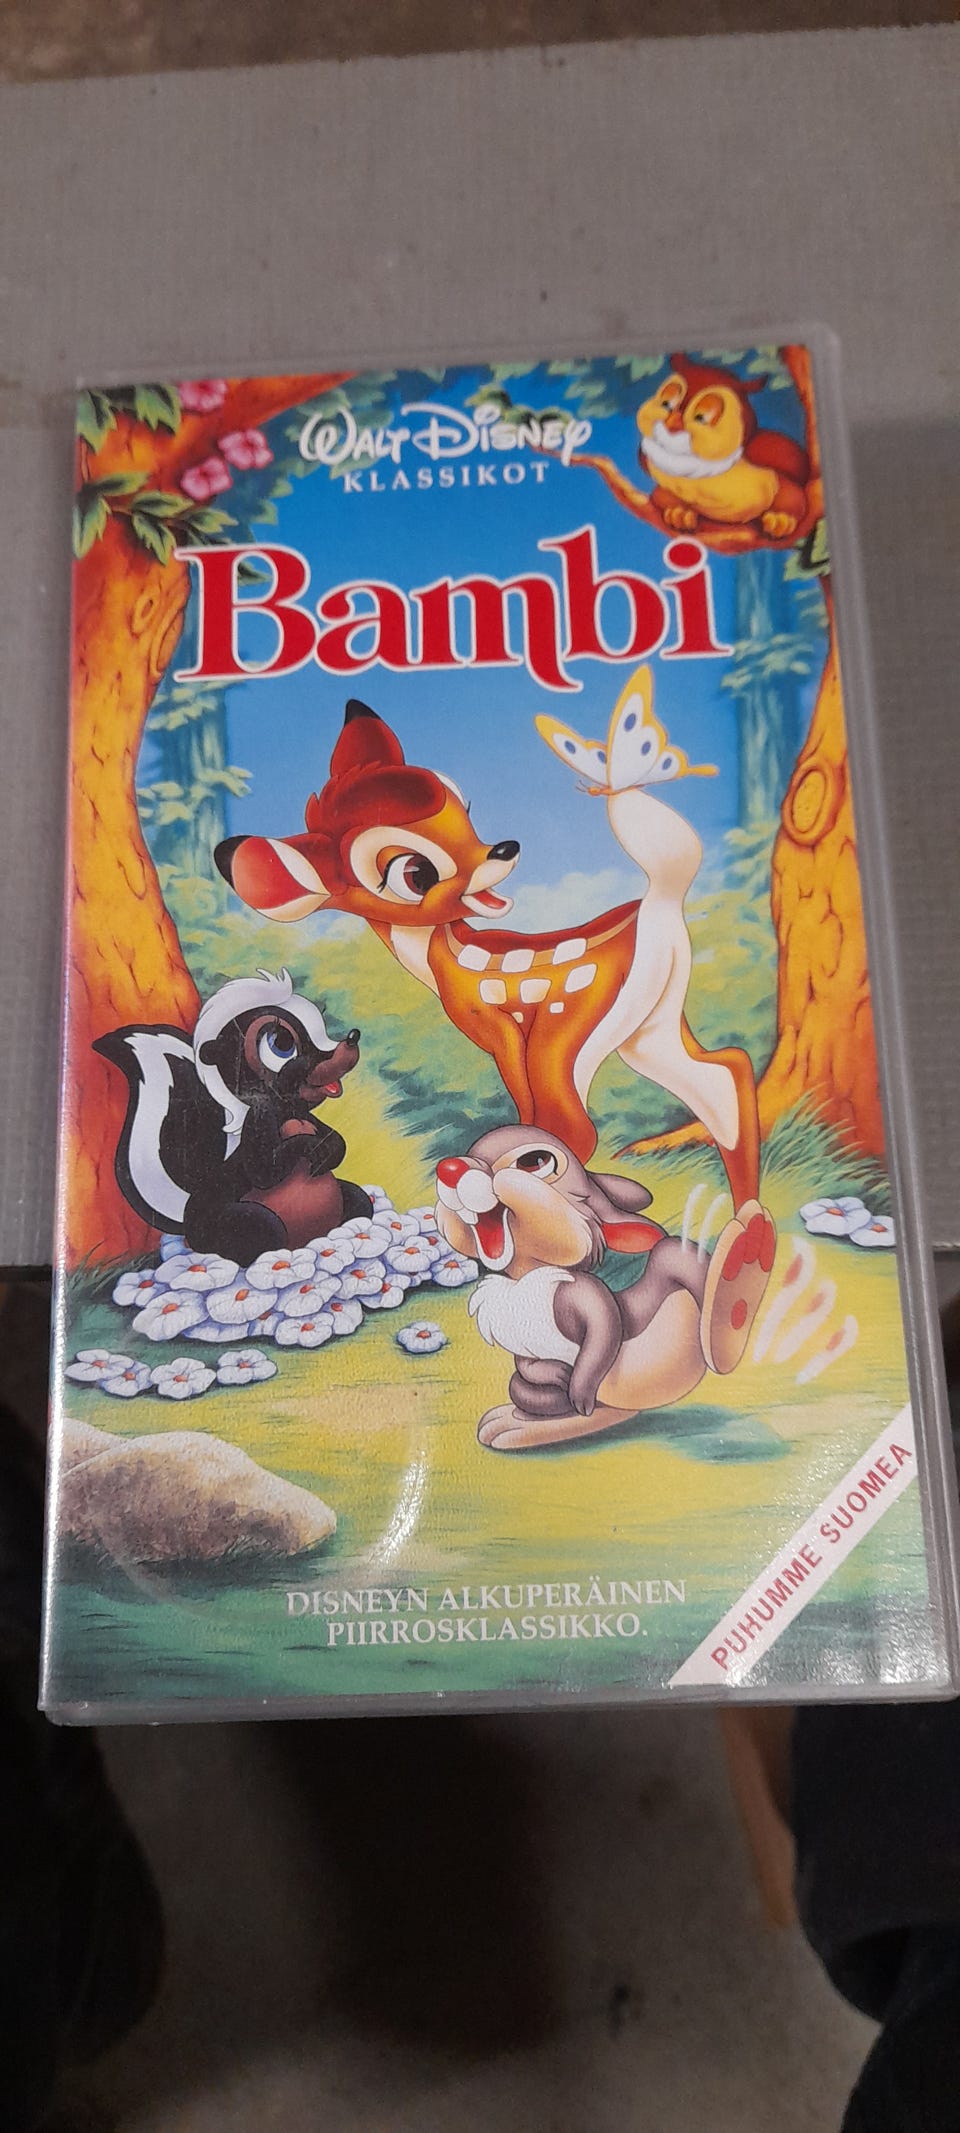 WALT DISNEY
KLASSIKOT
Bambi
DISNEYN ALKUPERÄINEN
PIIRROSKLASSIKKO.
PUHUMME SUOMEA